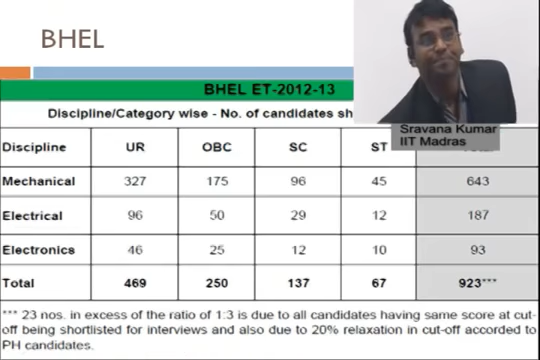 BHEL
BHEL ET-2012-13
Discipline/Category wise - No. of candidates
Sravana Kumar
IIT Madras
Discipline UR OBC SC ST
Mechanical 327 175 96 45 643
Electrical 96 50 29 12 187
Electronics 46 25 12 10 93
Total 469 250 137 67 923***
*** 23 nos. in excess of the ratio of 1:3 is due to all candidates having same score at cut-
off being shortlisted for interviews and also due to 20% relaxation in cut-off accorded to
PH candidates.